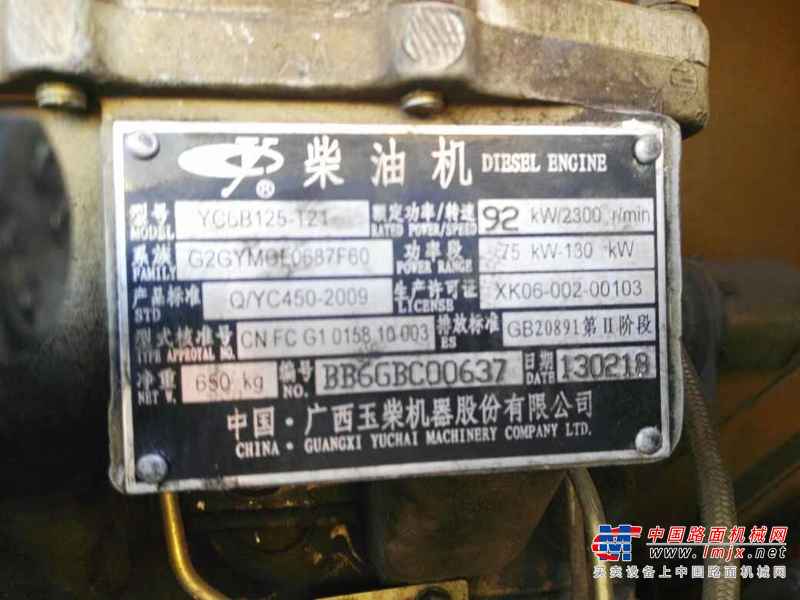 YC ® 柴油机 DIESEL ENGINE
型号 MODEL YC6B125-T21 额定功率/转速 RATED POWER/SPEED 92 kW/2300 r/min
系族 FAMILY G2GYMOL0687F60 功率段 POWER RANGE 75 kW-130 kW
产品标准 STD Q/YC450-2009 生产许可证 LICENSE XK06-002-00103
型式核准号 TYPE APPROTAL NO. CN FC G1 0158 10-003 排放标准 ES GB20891第Ⅱ阶段
净重 NET W. 650 kg 编号 NO. BB6GBC00637 日期 DATE 130218
中国·广西玉柴机器股份有限公司
CHINA · GUANGXI YUCHAI MACHINERY COMPANY LTD.
中国路面机械网
www.lmjx.net
买卖设备上中国路面机械网